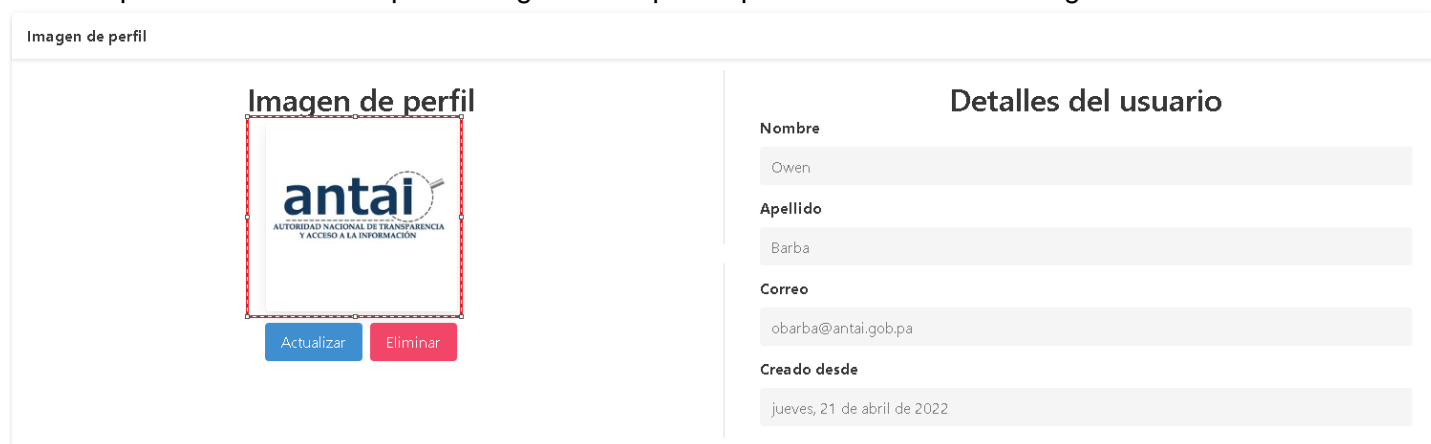 Imagen de perfil
Imagen de perfil
antai
AUTORIDAD NACIONAL DE TRANSPARENCIA
Y ACCESO A LA INFORMACIÓN
Actualizar
Eliminar
Detalles del usuario
Nombre
Owen
Apellido
Barba
Correo
obarba@antai.gob.pa
Creado desde
jueves, 21 de abril de 2022